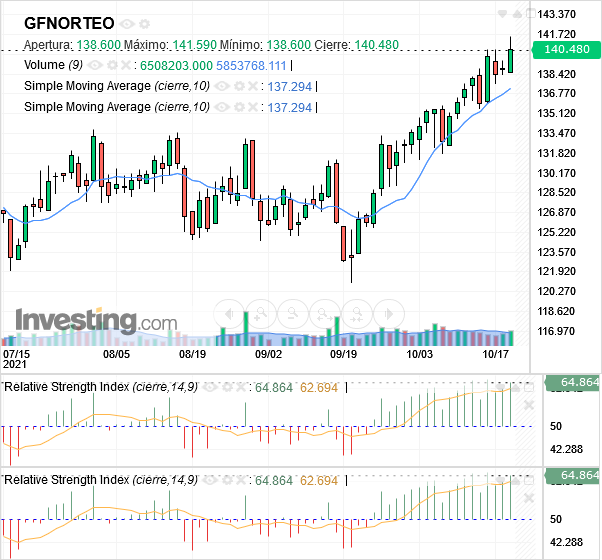 GFNORTEO
Apertura: 138.600 Máximo: 141.590 Mínimo: 138.600 Cierre: 140.480
Volume (9) : 6508203.000 5853768.111 |
Simple Moving Average (cierre,10) : 137.294 |
Simple Moving Average (cierre,10) : 137.294 |
143.370
141.720
140.480
138.420
136.770
135.120
133.470
131.820
130.170
128.520
126.870
125.220
123.570
121.920
120.270
118.620
116.970
Investing.com
07/15 08/05 08/19 09/02 09/19 10/03 10/17
2021
Relative Strength Index (cierre,14,9) : 64.864 62.694 |
64.864
50
42.288
Relative Strength Index (cierre,14,9) : 64.864 62.694 |
64.864
50
42.288